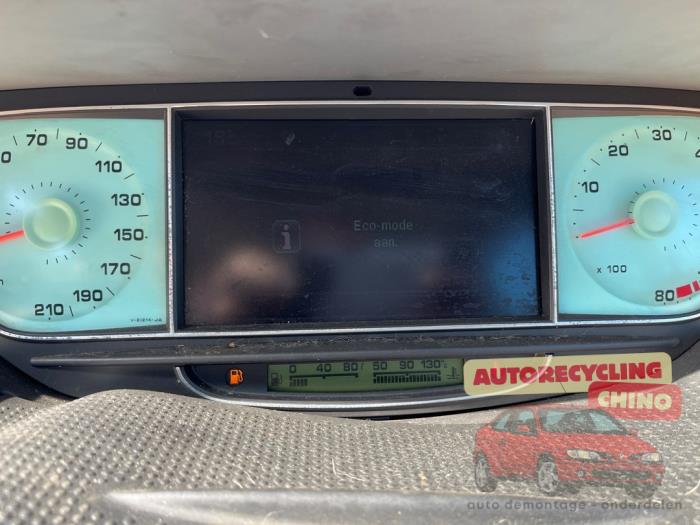 70 90
110
130
150
170
190
210
i
Eco-mode
aan.
10
20
30
x 100
80
0 40 80
50 90 130
AUTORECYCLING
CHINO
auto demontage - onderdelen